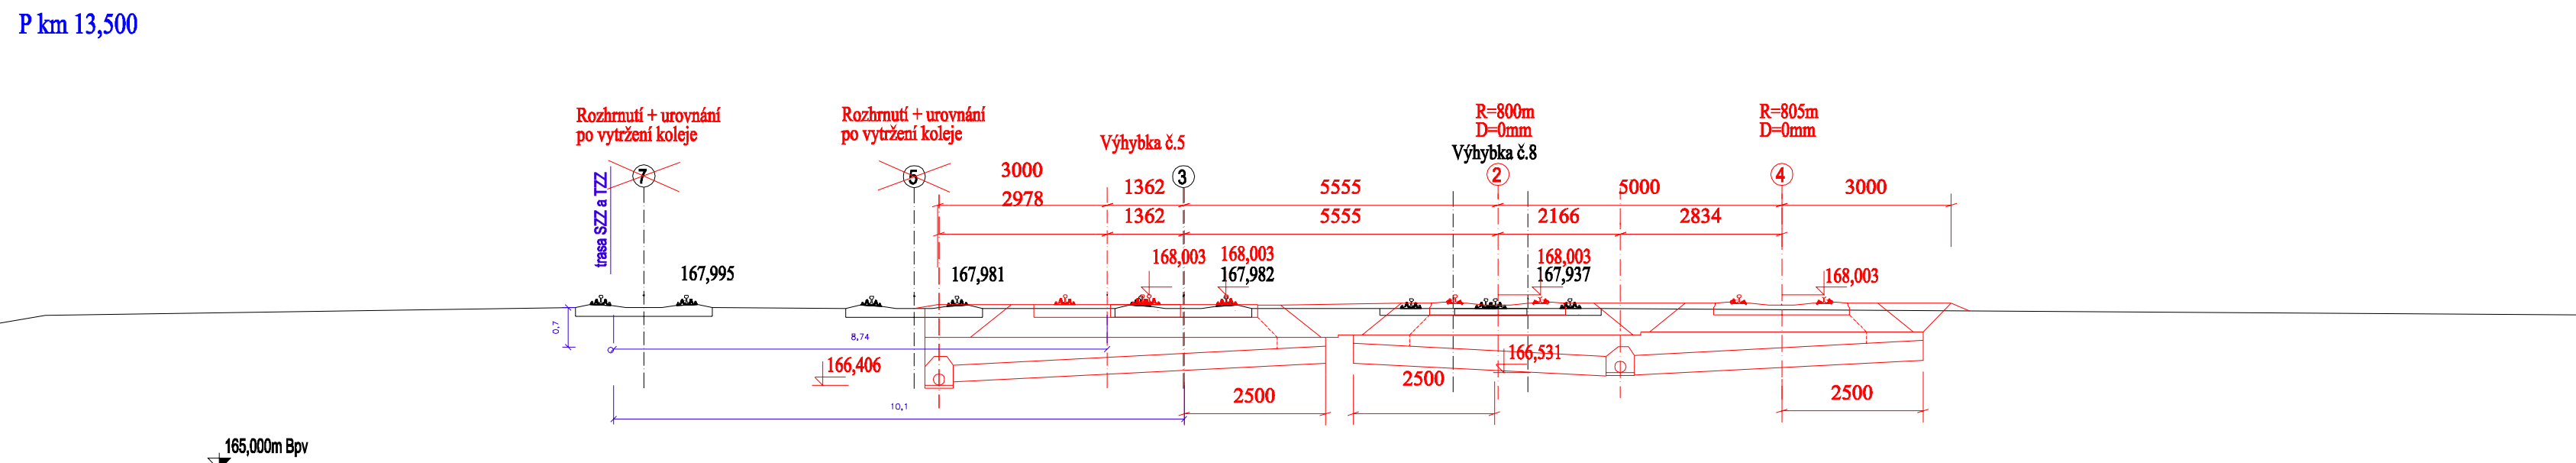 P km 13,500
Rozhrnutí + urovnání
po vytržení koleje
Rozhrnutí + urovnání
po vytržení koleje
Výhybka č.5
R=800m
D=0mm
Výhybka č.8
R=805m
D=0mm
7
5
3
2
4
trasa SZZ a TZZ
3000
1362
5555
5000
3000
2978
1362
5555
2166
2834
167,995
167,981
168,003
168,003
167,982
168,003
167,937
168,003
0,7
8,74
166,406
166,531
10,1
2500
2500
2500
165,000m Bpv